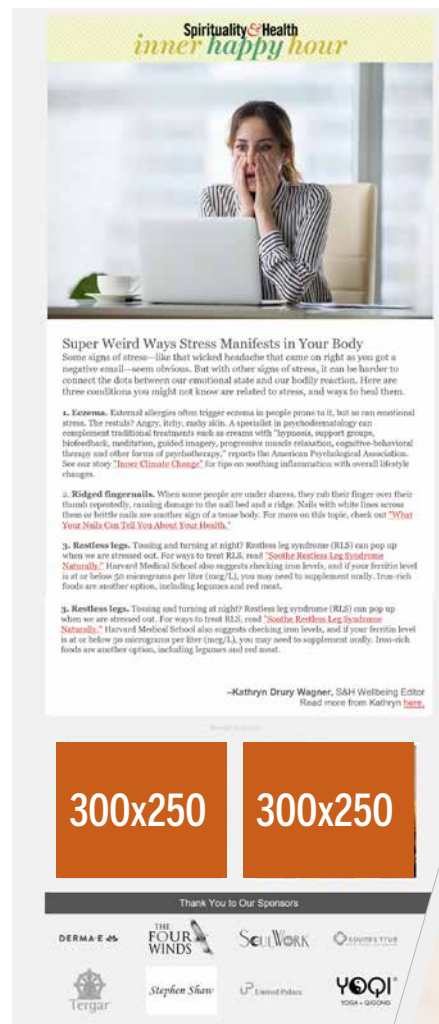 Spirituality&Health
inner happy hour
Super Weird Ways Stress Manifests in Your Body
Some signs of stress—like that wicked headache that came on right as you got a
negative email—seem obvious. But with other signs of stress, it can be harder to
connect the dots between our emotional state and our bodily reaction. Here are
three conditions you might not know are related to stress, and ways to heal them.
1. Eczema. External allergies often trigger eczema in people prone to it, but so can emotional
stress. The restuls? Angry, itchy, rashy skin. A specialist in psychodermatology can
complement traditional treatments such as creams with "hypnosis, support groups,
biofeedback, meditation, guided imagery, progressive muscle relaxation, cognitive-behavioral
therapy and other forms of psychotherapy," reports the American Psychological Association.
See our story "Inner Climate Change" for tips on soothing inflammation with overall lifestyle
changes.
2. Ridged fingernails. When some people are under duress, they rub their finger over their
thumb repeatedly, causing damage to the nail bed and a ridge. Nails with white lines across
them or brittle nails are another sign of a tense body. For more on this topic, check out "What
Your Nails Can Tell You About Your Health."
3. Restless legs. Tossing and turning at night? Restless leg syndrome (RLS) can pop up
when we are stressed out. For ways to treat RLS, read "Soothe Restless Leg Syndrome
Naturally." Harvard Medical School also suggests checking iron levels, and if your ferritin level
is at or below 50 micrograms per liter (mcg/L), you may need to supplement orally. Iron-rich
foods are another option, including legumes and red meat.
3. Restless legs. Tossing and turning at night? Restless leg syndrome (RLS) can pop up
when we are stressed out. For ways to treat RLS, read "Soothe Restless Leg Syndrome
Naturally." Harvard Medical School also suggests checking iron levels, and if your ferritin level
is at or below 50 micrograms per liter (mcg/L), you may need to supplement orally. Iron-rich
foods are another option, including legumes and red meat.
–Kathryn Drury Wagner, S&H Wellbeing Editor
Read more from Kathryn here.
300x250 300x250
Thank You to Our Sponsors
DERMA·E THE FOUR WINDS SOULWORK SOUNDS TRUE
Tergar Stephen Shaw United Palace YOQI
YOGA + QIGONG